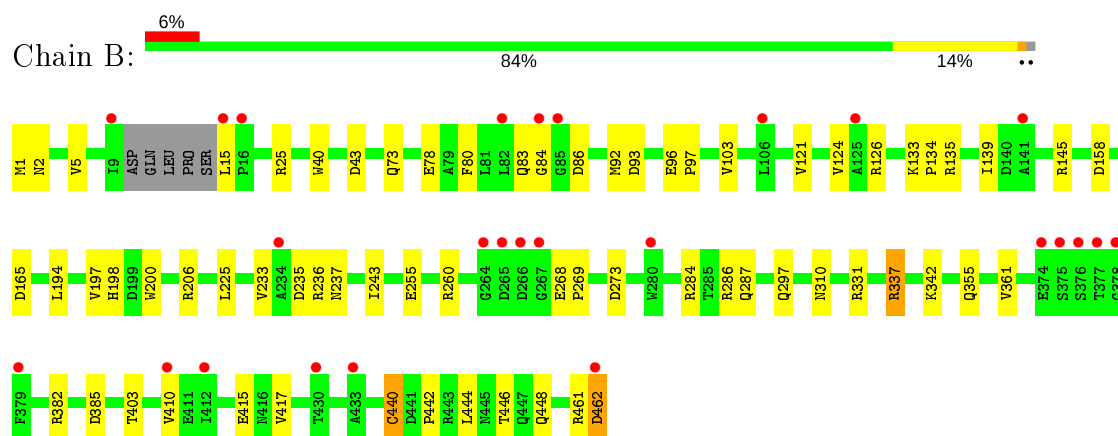 6%
Chain B:
84% 14% ••
M1 N2 V5 I9 ASP GLN LEU PRO SER L15 P16 R25 W40 D43 Q73 E78 A79 F80 L81 L82 Q83 G84 G85 D86 M92 D93 E96 P97 V103 L106 V121 V124 A125 R126 K133 P134 R135 I139 D140 A141 R145 D158
D165 L194 V197 H198 D199 W200 R206 L225 V233 A234 D235 R236 N237 I243 E255 R260 G264 D265 D266 G267 E268 P269 D273 W280 R284 T285 R286 Q287 Q297 N310 R331 R337 K342 Q355 V361 E374 S375 S376 T377
F379 R382 D385 T403 V410 E411 I412 E415 N416 V417 T430 A433 C440 D441 P442 R443 L444 N445 T446 Q447 Q448 R461 D462